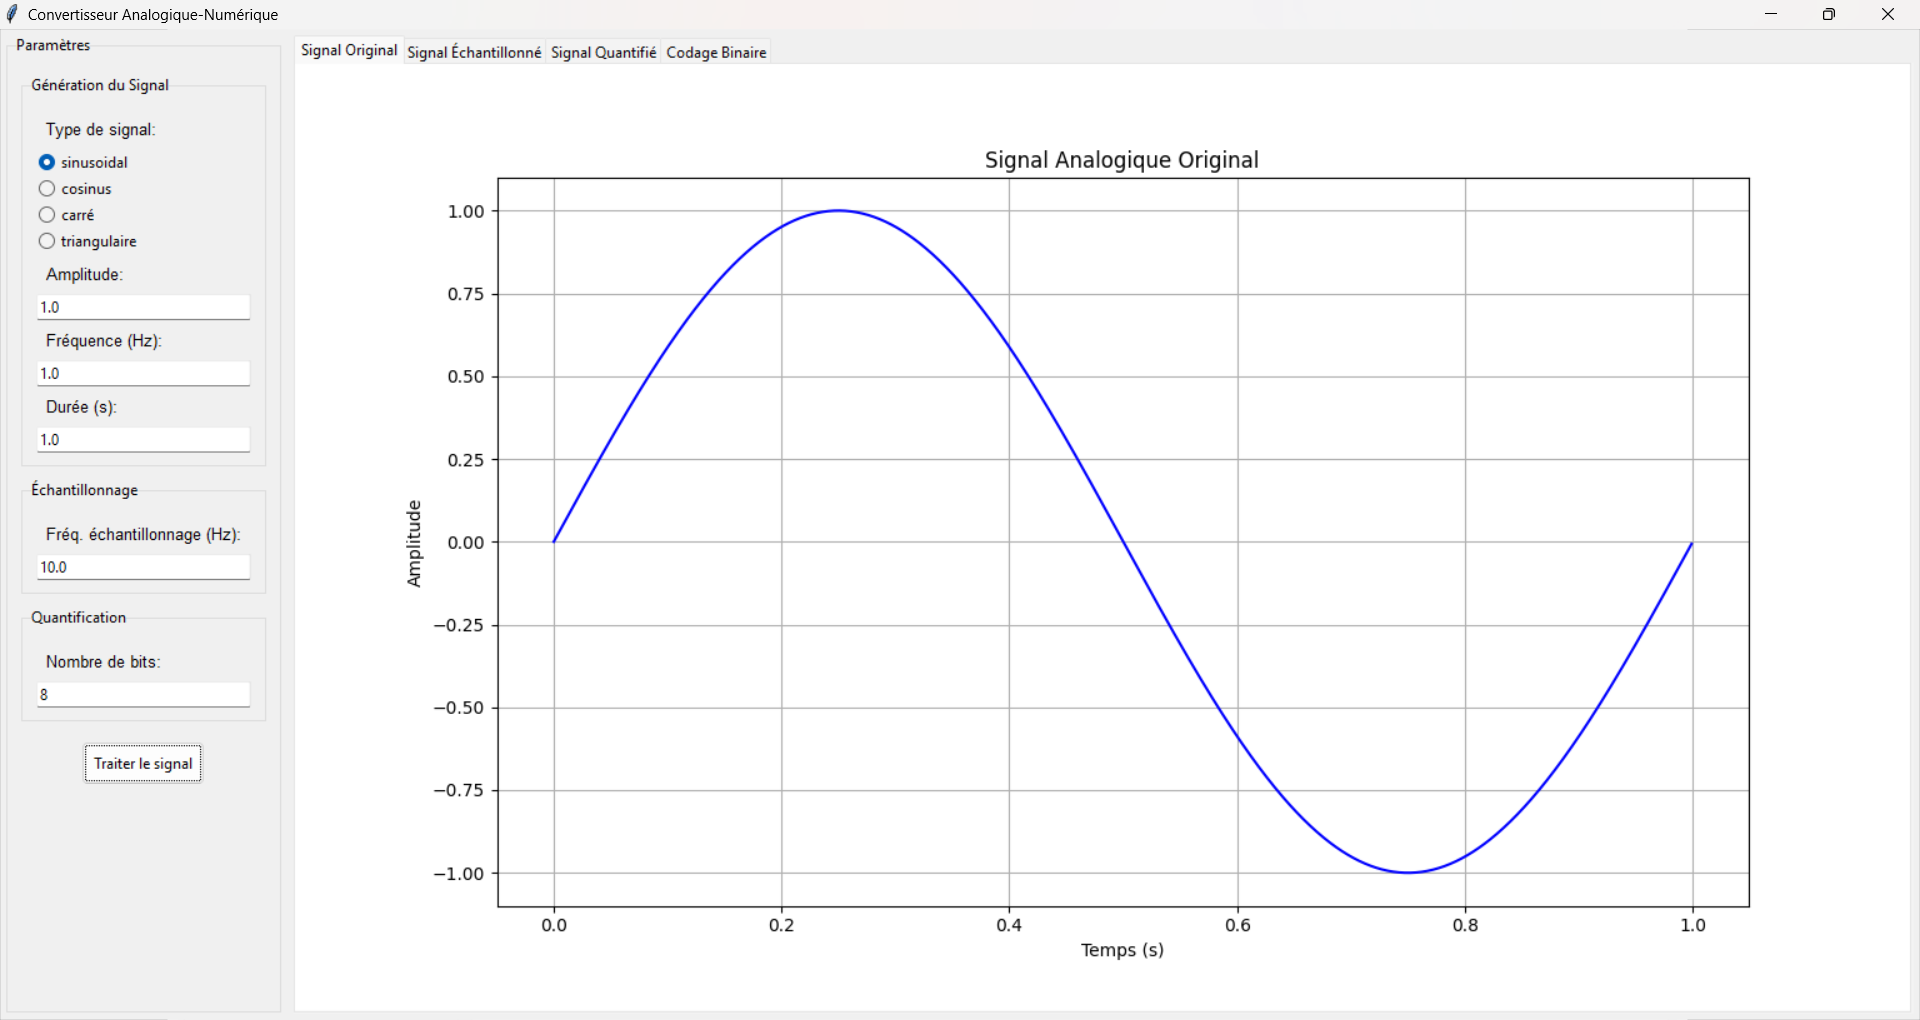 Convertisseur Analogique-Numérique
Paramètres
Génération du Signal
Type de signal:
sinusoidal
cosinus
carré
triangulaire
Amplitude:
1.0
Fréquence (Hz):
1.0
Durée (s):
1.0
Échantillonnage
Fréq. échantillonnage (Hz):
10.0
Quantification
Nombre de bits:
8
Traiter le signal
Signal Original Signal Échantillonné Signal Quantifié Codage Binaire
Signal Analogique Original
1.00
0.75
0.50
0.25
0.00
−0.25
−0.50
−0.75
−1.00
Amplitude
0.0 0.2 0.4 0.6 0.8 1.0
Temps (s)